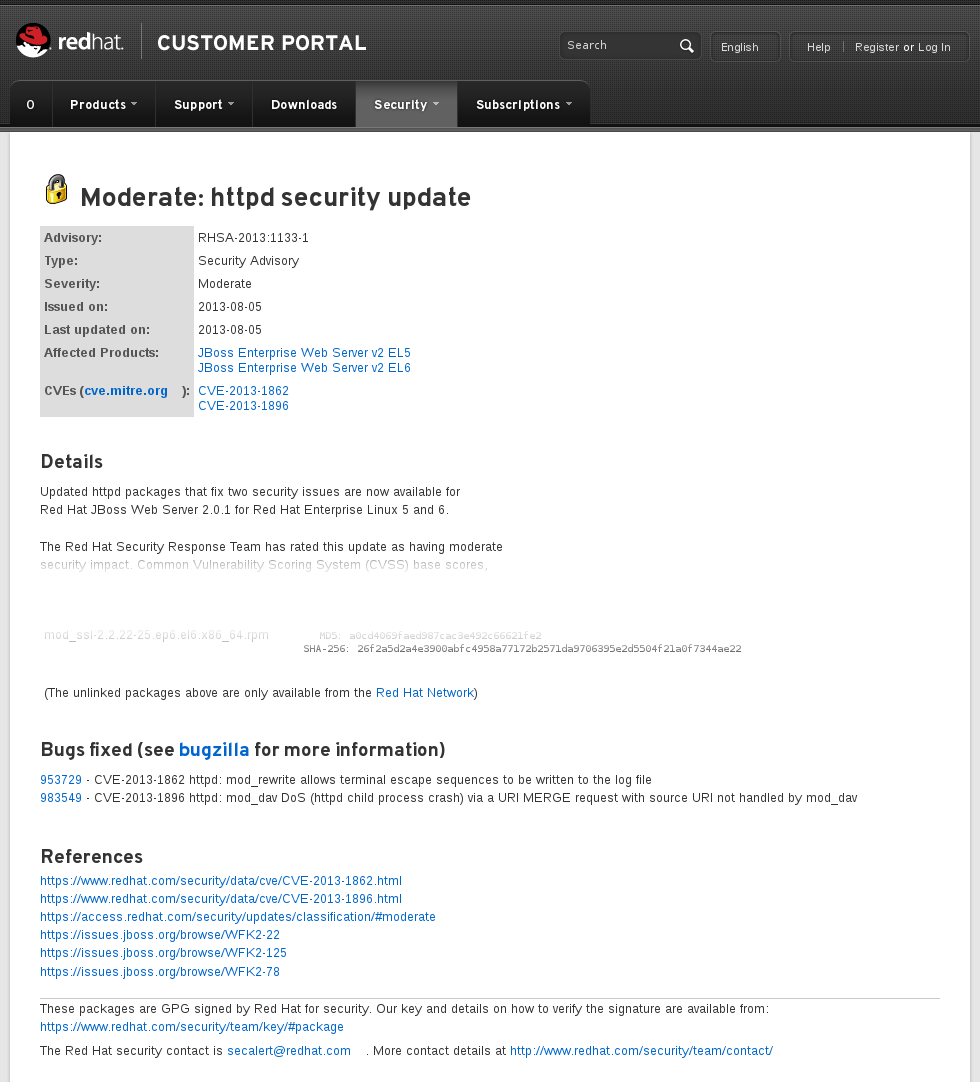 redhat. CUSTOMER PORTAL
Search
English
Help Register or Log In
0 Products Support Downloads Security Subscriptions
Moderate: httpd security update
Advisory: RHSA-2013:1133-1
Type: Security Advisory
Severity: Moderate
Issued on: 2013-08-05
Last updated on: 2013-08-05
Affected Products: JBoss Enterprise Web Server v2 EL5
JBoss Enterprise Web Server v2 EL6
CVEs (cve.mitre.org ): CVE-2013-1862
CVE-2013-1896
Details
Updated httpd packages that fix two security issues are now available for
Red Hat JBoss Web Server 2.0.1 for Red Hat Enterprise Linux 5 and 6.
The Red Hat Security Response Team has rated this update as having moderate
security impact. Common Vulnerability Scoring System (CVSS) base scores,
mod_ssl-2.2.22-25.ep6.el6.x86_64.rpm MD5: a0cd4069faed987cac3e492c66621fe2
SHA-256: 26f2a5d2a4e3900abfc4958a77172b2571da9706395e2d5504f21a0f7344ae22
(The unlinked packages above are only available from the Red Hat Network)
Bugs fixed (see bugzilla for more information)
953729 - CVE-2013-1862 httpd: mod_rewrite allows terminal escape sequences to be written to the log file
983549 - CVE-2013-1896 httpd: mod_dav DoS (httpd child process crash) via a URI MERGE request with source URI not handled by mod_dav
References
https://www.redhat.com/security/data/cve/CVE-2013-1862.html
https://www.redhat.com/security/data/cve/CVE-2013-1896.html
https://access.redhat.com/security/updates/classification/#moderate
https://issues.jboss.org/browse/WFK2-22
https://issues.jboss.org/browse/WFK2-125
https://issues.jboss.org/browse/WFK2-78
These packages are GPG signed by Red Hat for security. Our key and details on how to verify the signature are available from:
https://www.redhat.com/security/team/key/#package
The Red Hat security contact is secalert@redhat.com . More contact details at http://www.redhat.com/security/team/contact/